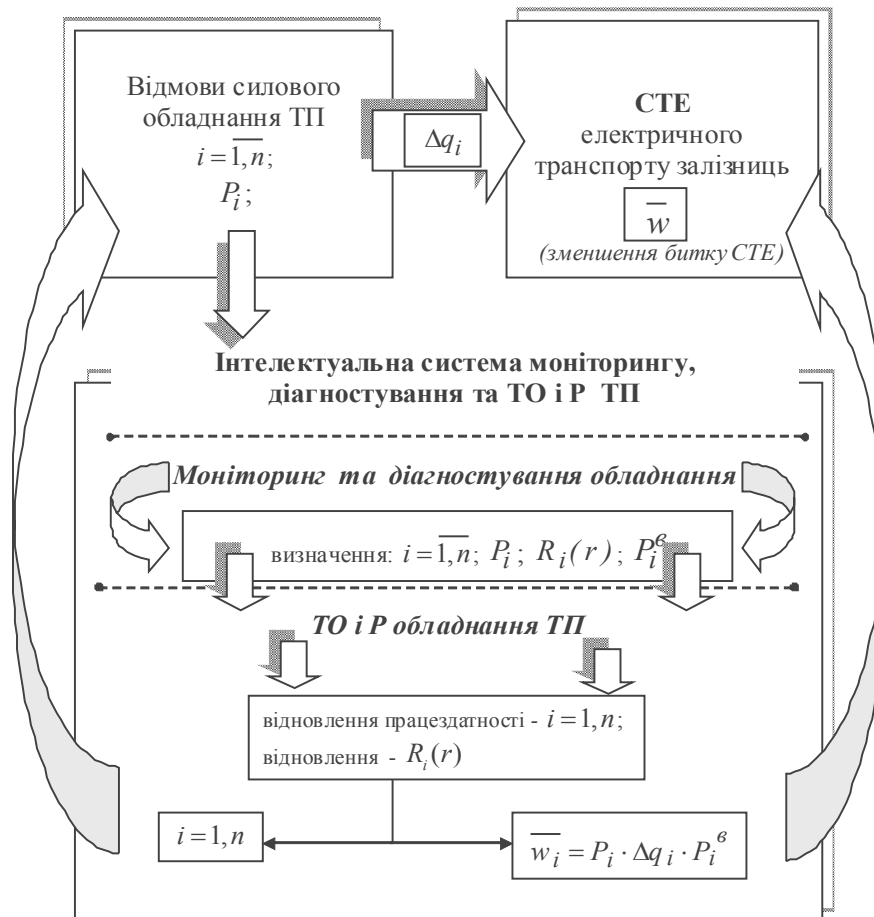 Відмови силового
обладнання ТП
i = 1,n;
P_i;
Δq_i
СТЕ
електричного
транспорту залізниць
w
(зменшення битку СТЕ)
Інтелектуальна система моніторингу,
діагностування та ТО і Р ТП
Моніторинг та діагностування обладнання
визначення: i = 1,n; P_i; R_i(r); P_i^в
ТО і Р обладнання ТП
відновлення працездатності - i = 1,n;
відновлення - R_i(r)
i = 1,n
w_i = P_i · Δq_i · P_i^в